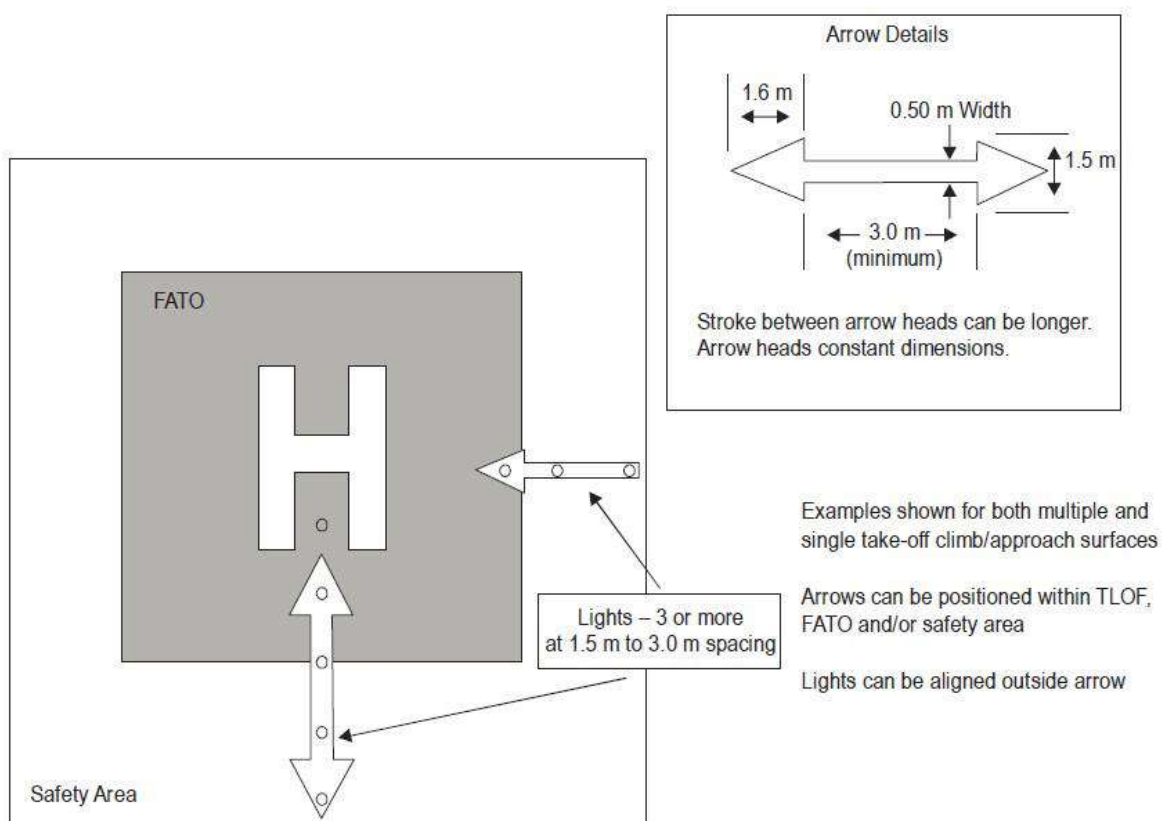 Arrow Details
1.6 m
0.50 m Width
1.5 m
3.0 m
(minimum)
Stroke between arrow heads can be longer.
Arrow heads constant dimensions.
FATO
H
Examples shown for both multiple and
single take-off climb/approach surfaces
Lights – 3 or more
at 1.5 m to 3.0 m spacing
Arrows can be positioned within TLOF,
FATO and/or safety area
Lights can be aligned outside arrow
Safety Area